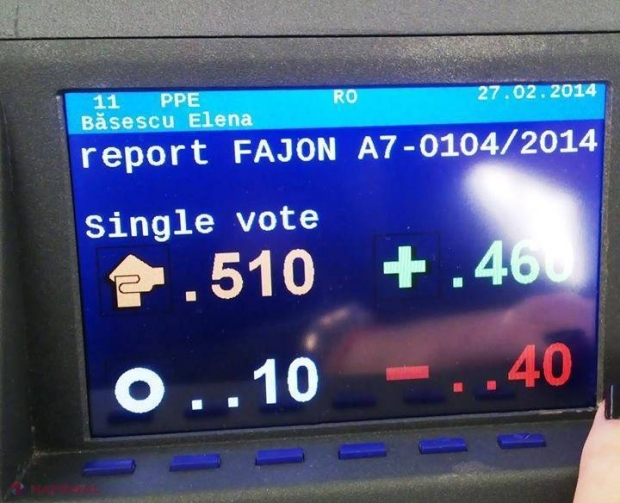 11 PPE RO 27.02.2014
Băsescu Elena
report FAJON A7-0104/2014
Single vote
.510 + .460
O ..10 - ..40